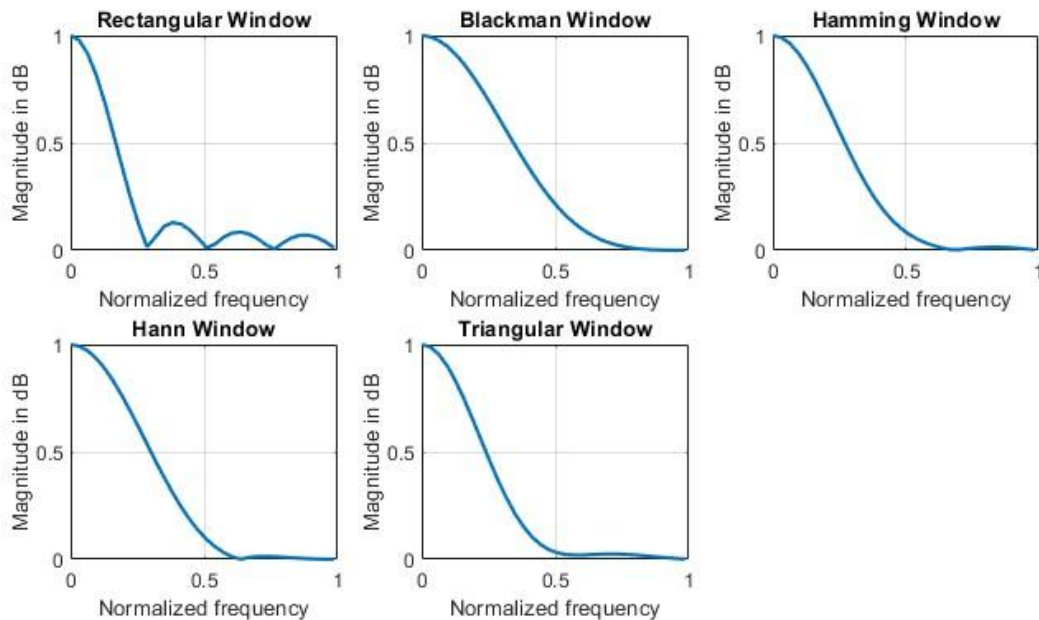 Rectangular Window
1
0.5
0
Magnitude in dB
0
0.5
1
Normalized frequency
Blackman Window
1
0.5
0
Magnitude in dB
0
0.5
1
Normalized frequency
Hamming Window
1
0.5
0
Magnitude in dB
0
0.5
1
Normalized frequency
Hann Window
1
0.5
0
Magnitude in dB
0
0.5
1
Normalized frequency
Triangular Window
1
0.5
0
Magnitude in dB
0
0.5
1
Normalized frequency